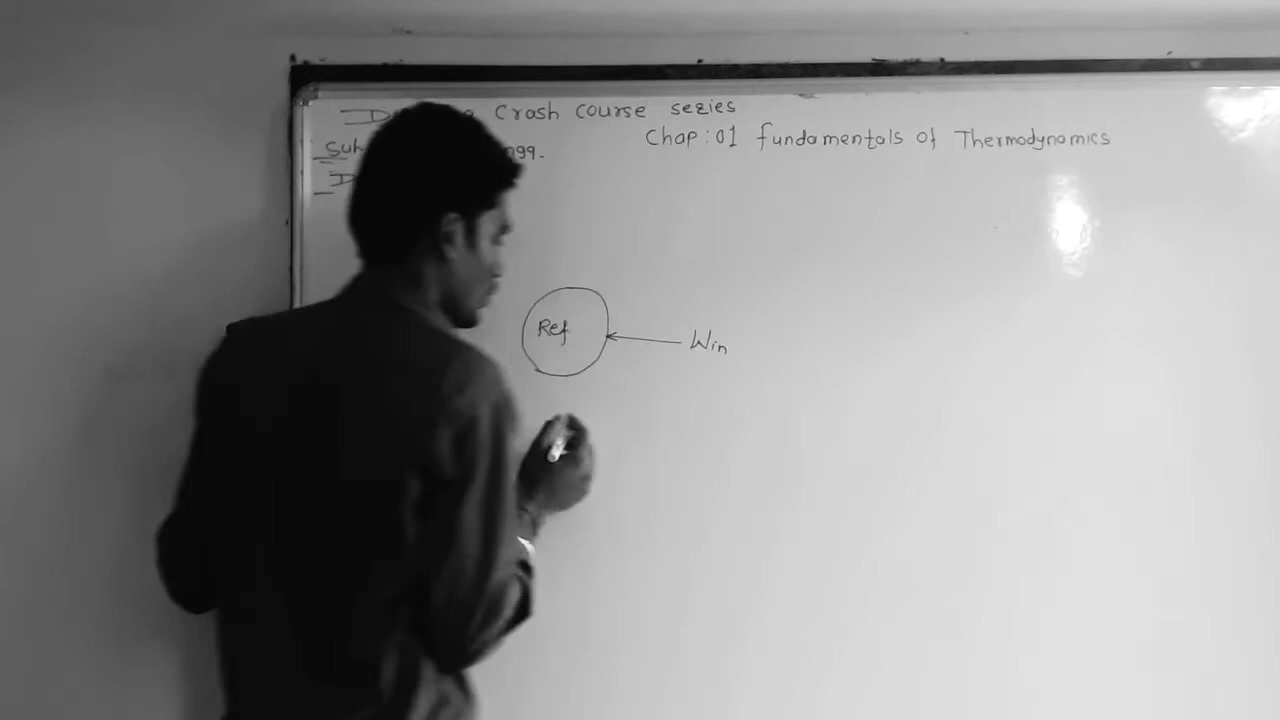 Crash course series
Chap:01 fundamentals of Thermodynamics
Ref
Win